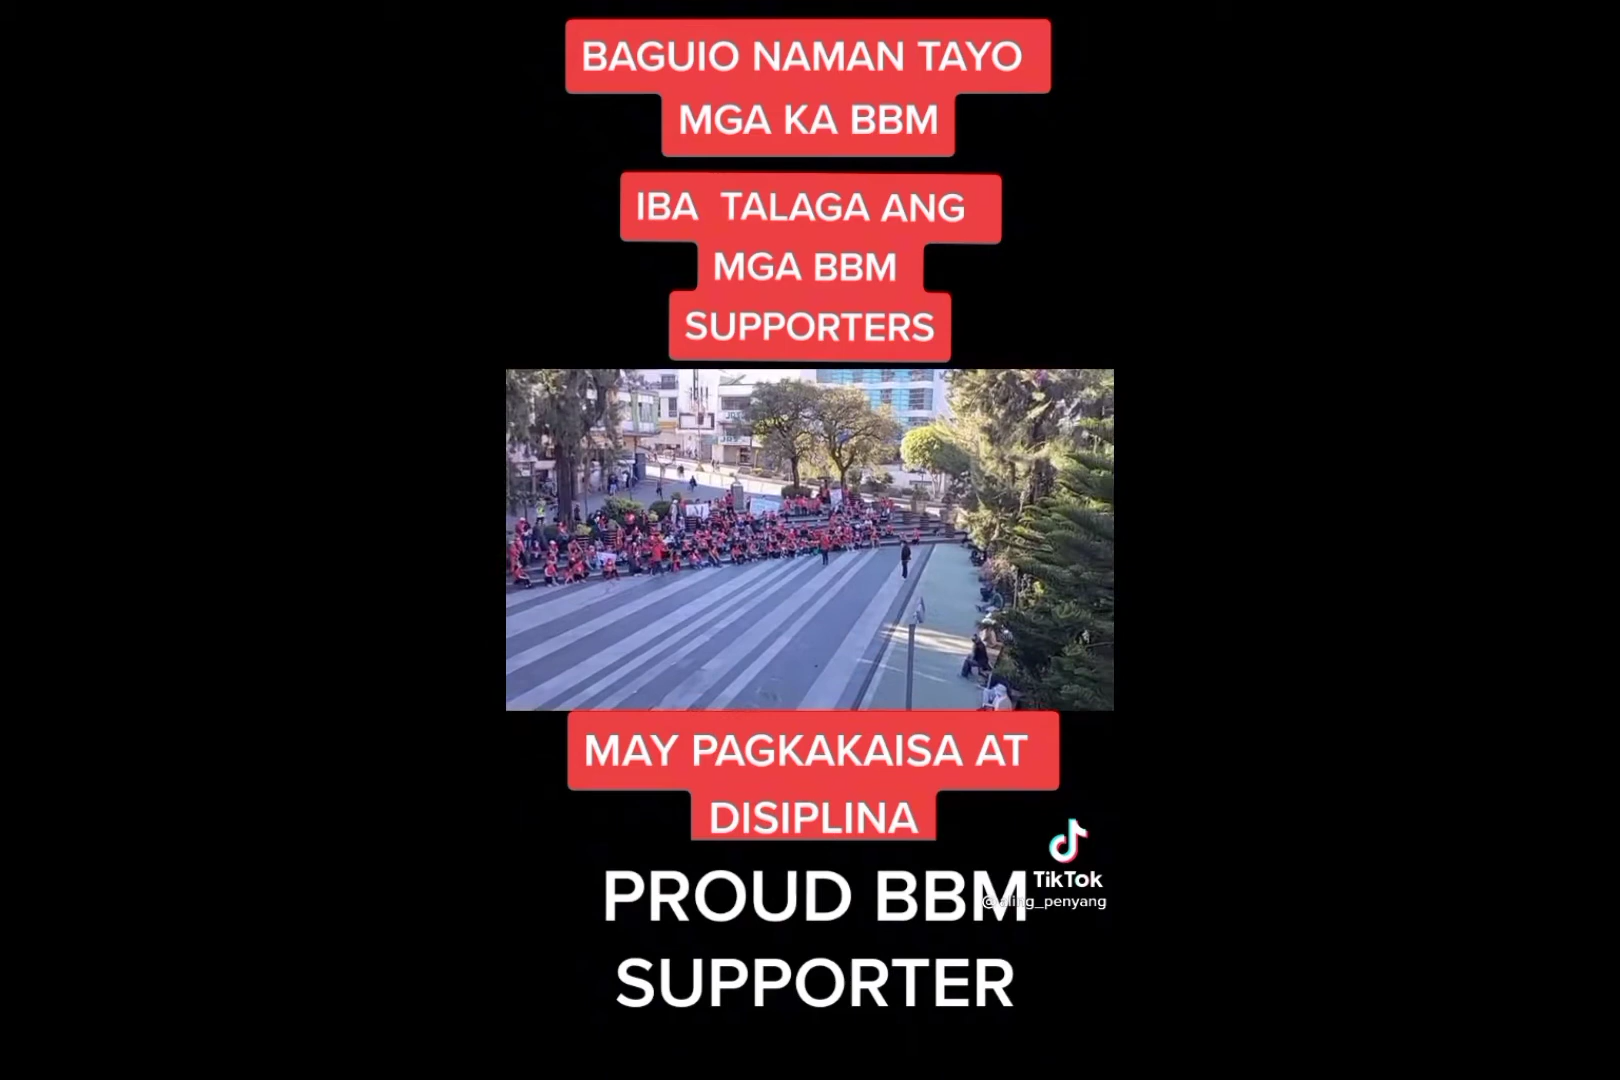 BAGUIO NAMAN TAYO
MGA KA BBM
IBA TALAGA ANG
MGA BBM
SUPPORTERS
MAY PAGKAKAISA AT
DISIPLINA
PROUD BBM
SUPPORTER
TikTok
@aling_penyang